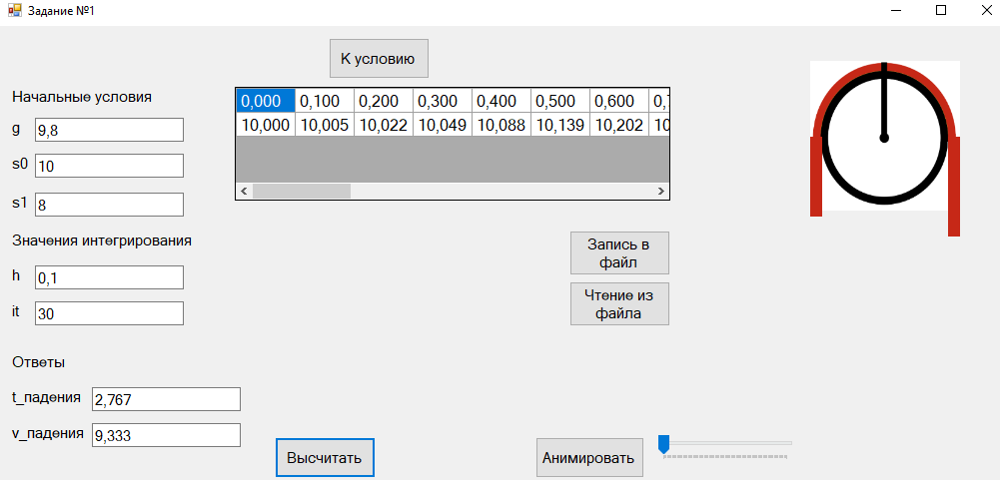 Задание №1
К условию
Начальные условия
g 9,8
s0 10
s1 8
0,000 0,100 0,200 0,300 0,400 0,500 0,600
10,000 10,005 10,022 10,049 10,088 10,139 10,202 10
Значения интегрирования
h 0,1
it 30
Запись в
файл
Чтение из
файла
Ответы
t_падения 2,767
v_падения 9,333
Высчитать
Анимировать